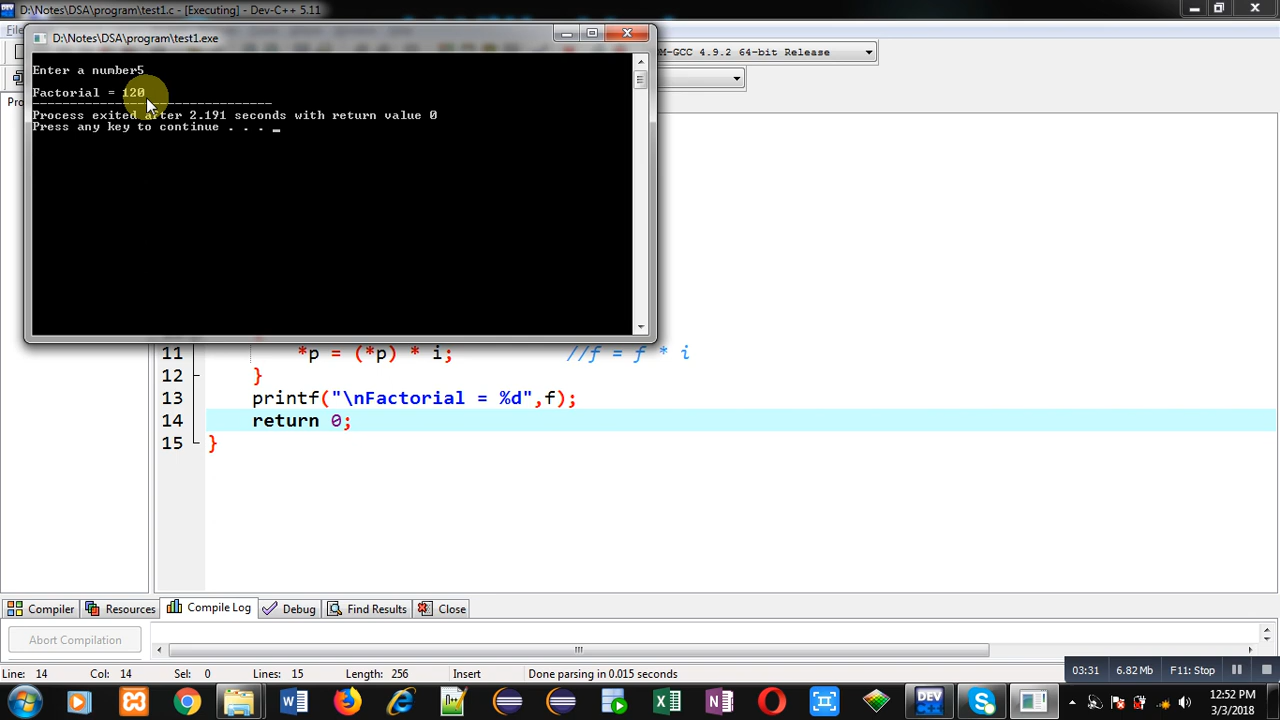 D:\Notes\DSA\program\test1.c - [Executing] - Dev-C++ 5.11
D:\Notes\DSA\program\test1.exe
Enter a number5
Factorial = 120
--------------------------------
Process exited after 2.191 seconds with return value 0
Press any key to continue . . . _
M-GCC 4.9.2 64-bit Release
11 *p = (*p) * i; //f = f * i
12 }
13 printf("\nFactorial = %d",f);
14 return 0;
15 }
Compiler Resources Compile Log Debug Find Results Close
Abort Compilation
Line: 14 Col: 14 Sel: 0 Lines: 15 Length: 256 Insert Done parsing in 0.015 seconds
03:31 6.82 Mb F11: Stop
DEV
12:52 PM
3/3/2018